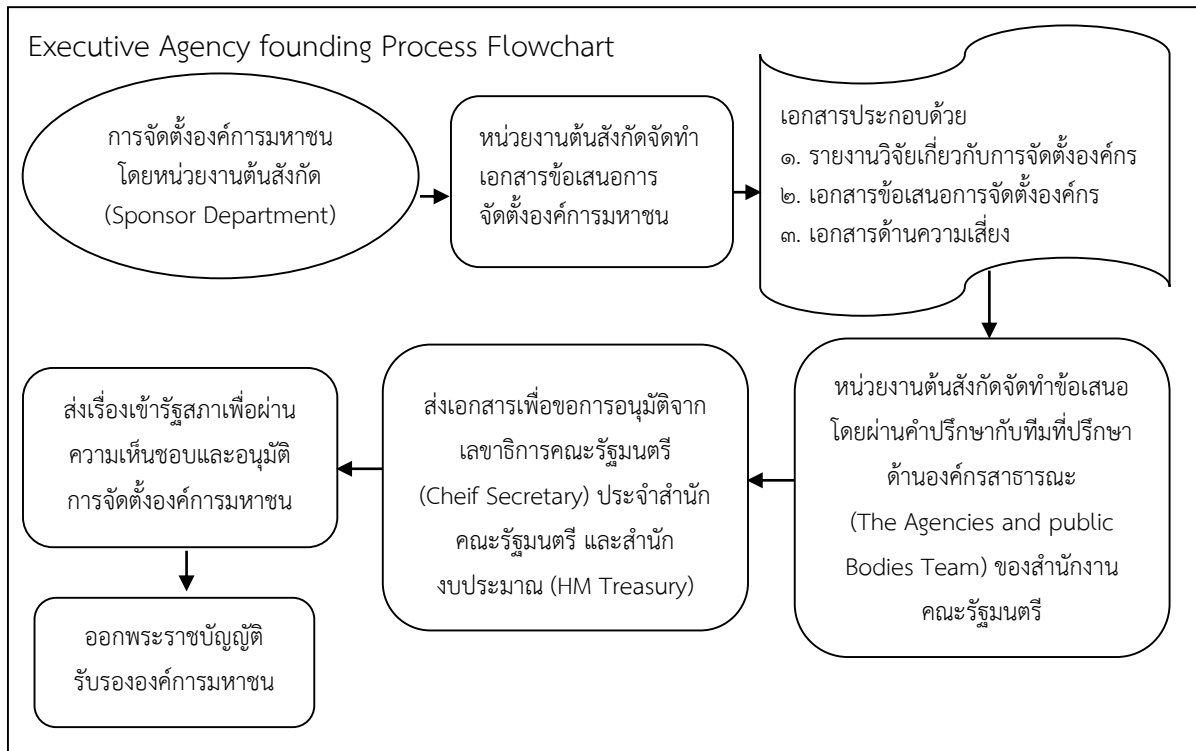 Executive Agency founding Process Flowchart
การจัดตั้งองค์การมหาชน
โดยหน่วยงานต้นสังกัด
(Sponsor Department)
หน่วยงานต้นสังกัดจัดทำ
เอกสารข้อเสนอการ
จัดตั้งองค์การมหาชน
เอกสารประกอบด้วย
๑. รายงานวิจัยเกี่ยวกับการจัดตั้งองค์กร
๒. เอกสารข้อเสนอการจัดตั้งองค์กร
๓. เอกสารด้านความเสี่ยง
หน่วยงานต้นสังกัดจัดทำข้อเสนอ
โดยผ่านคำปรึกษากับทีมที่ปรึกษา
ด้านองค์กรสาธารณะ
(The Agencies and public
Bodies Team) ของสำนักงาน
คณะรัฐมนตรี
ส่งเอกสารเพื่อขอการอนุมัติจาก
เลขาธิการคณะรัฐมนตรี
(Cheif Secretary) ประจำสำนัก
คณะรัฐมนตรี และสำนัก
งบประมาณ (HM Treasury)
ส่งเรื่องเข้ารัฐสภาเพื่อผ่าน
ความเห็นชอบและอนุมัติ
การจัดตั้งองค์การมหาชน
ออกพระราชบัญญัติ
รับรององค์การมหาชน